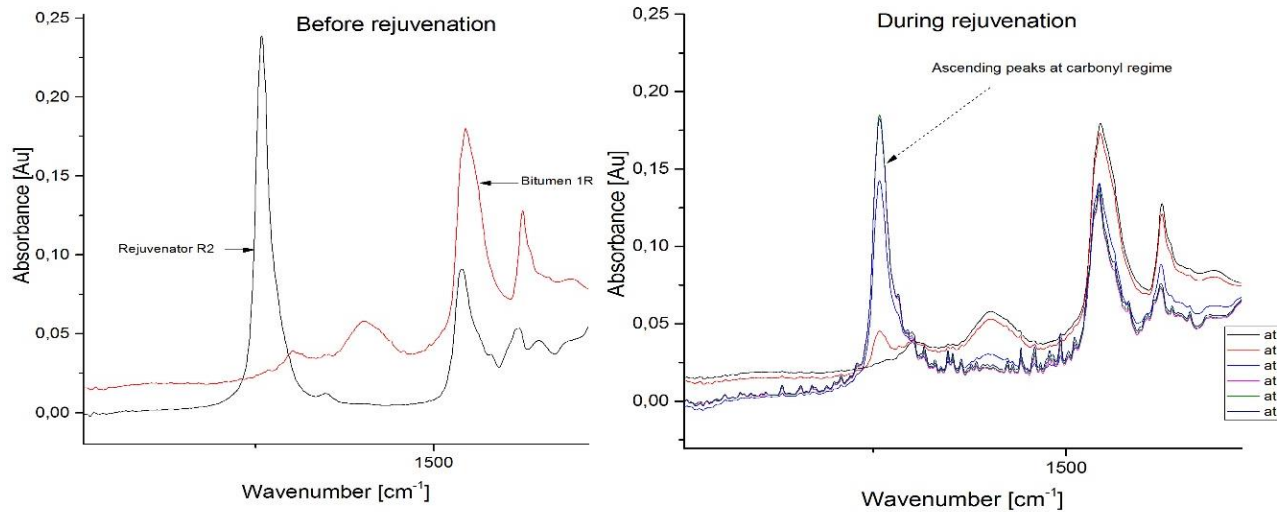 Before rejuvenation
0,25
0,20
0,15
0,10
0,05
0,00
Absorbance [Au]
Bitumen 1R
Rejuvenator R2
1500
Wavenumber [cm⁻¹]
During rejuvenation
0,25
0,20
0,15
0,10
0,05
0,00
Absorbance [Au]
Ascending peaks at carbonyl regime
at
at
at
at
at
at
1500
Wavenumber [cm⁻¹]